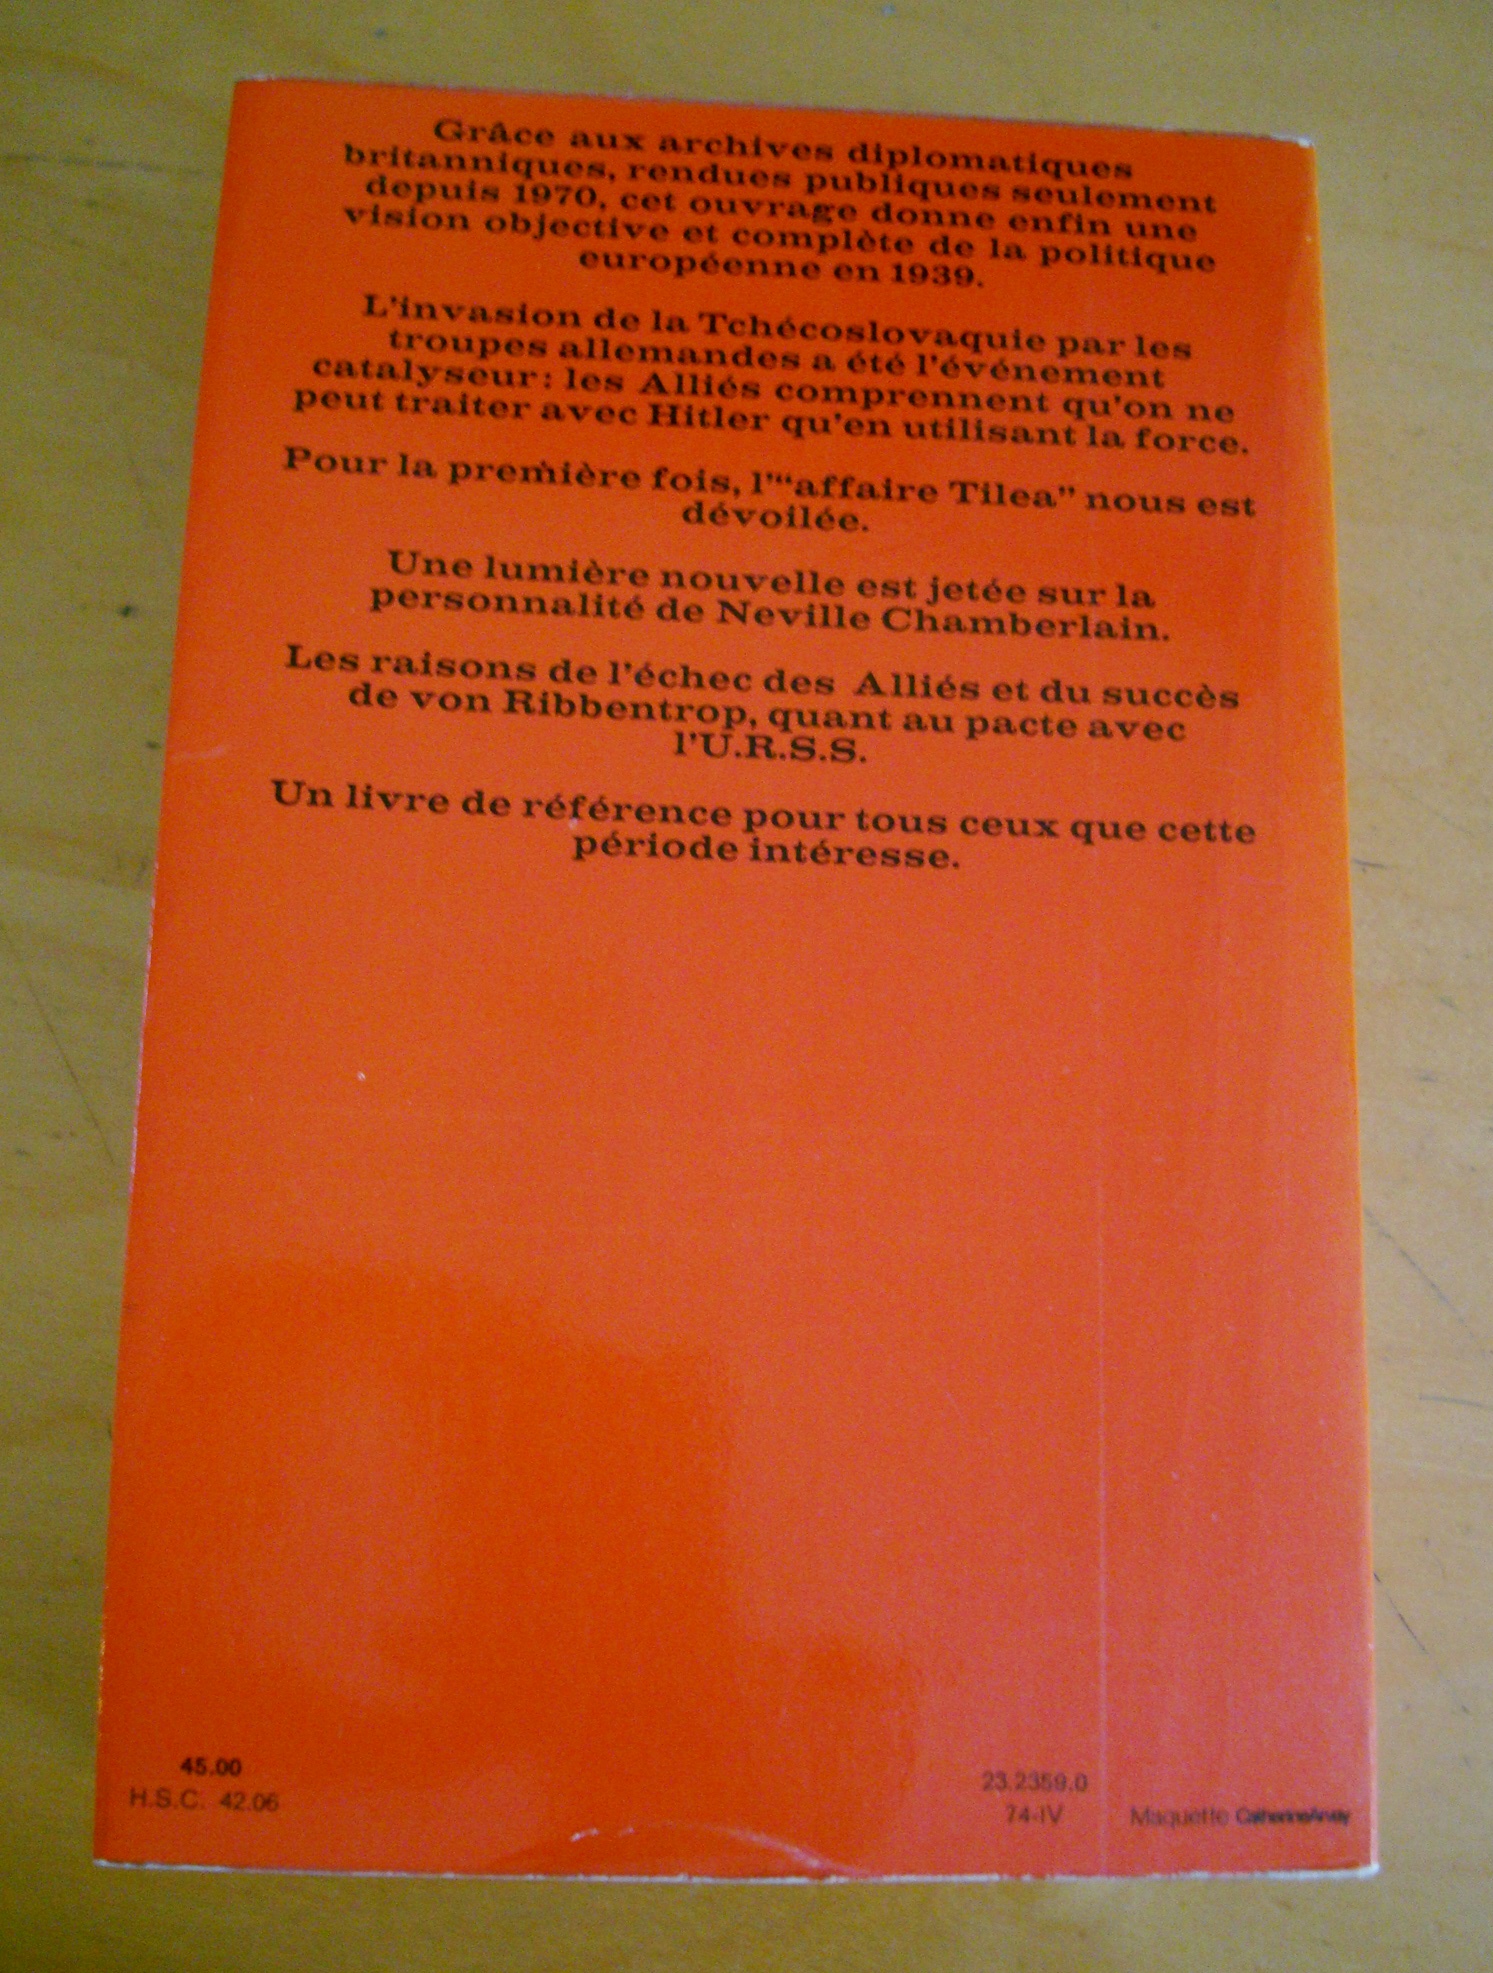 Grâce aux archives diplomatiques
britanniques, rendues publiques seulement
depuis 1970, cet ouvrage donne enfin une
vision objective et complète de la politique
européenne en 1939.
L'invasion de la Tchécoslovaquie par les
troupes allemandes a été l'événement
catalyseur: les Alliés comprennent qu'on ne
peut traiter avec Hitler qu'en utilisant la force.
Pour la première fois, l'"affaire Tilea" nous est
dévoilée.
Une lumière nouvelle est jetée sur la
personnalité de Neville Chamberlain.
Les raisons de l'échec des Alliés et du succès
de von Ribbentrop, quant au pacte avec
l'U.R.S.S.
Un livre de référence pour tous ceux que cette
période intéresse.
45.00
H.S.C. 42.06
23.2359.0
74-IV
Maquette Catherine